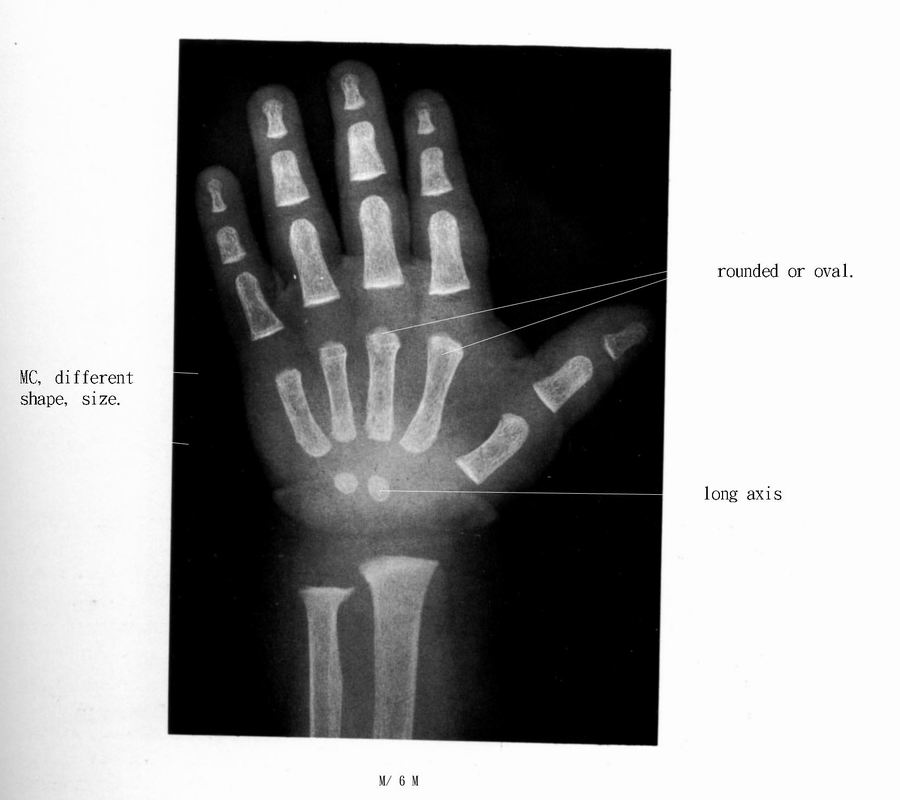 rounded or oval.
MC, different
shape, size.
long axis
M/ 6 M